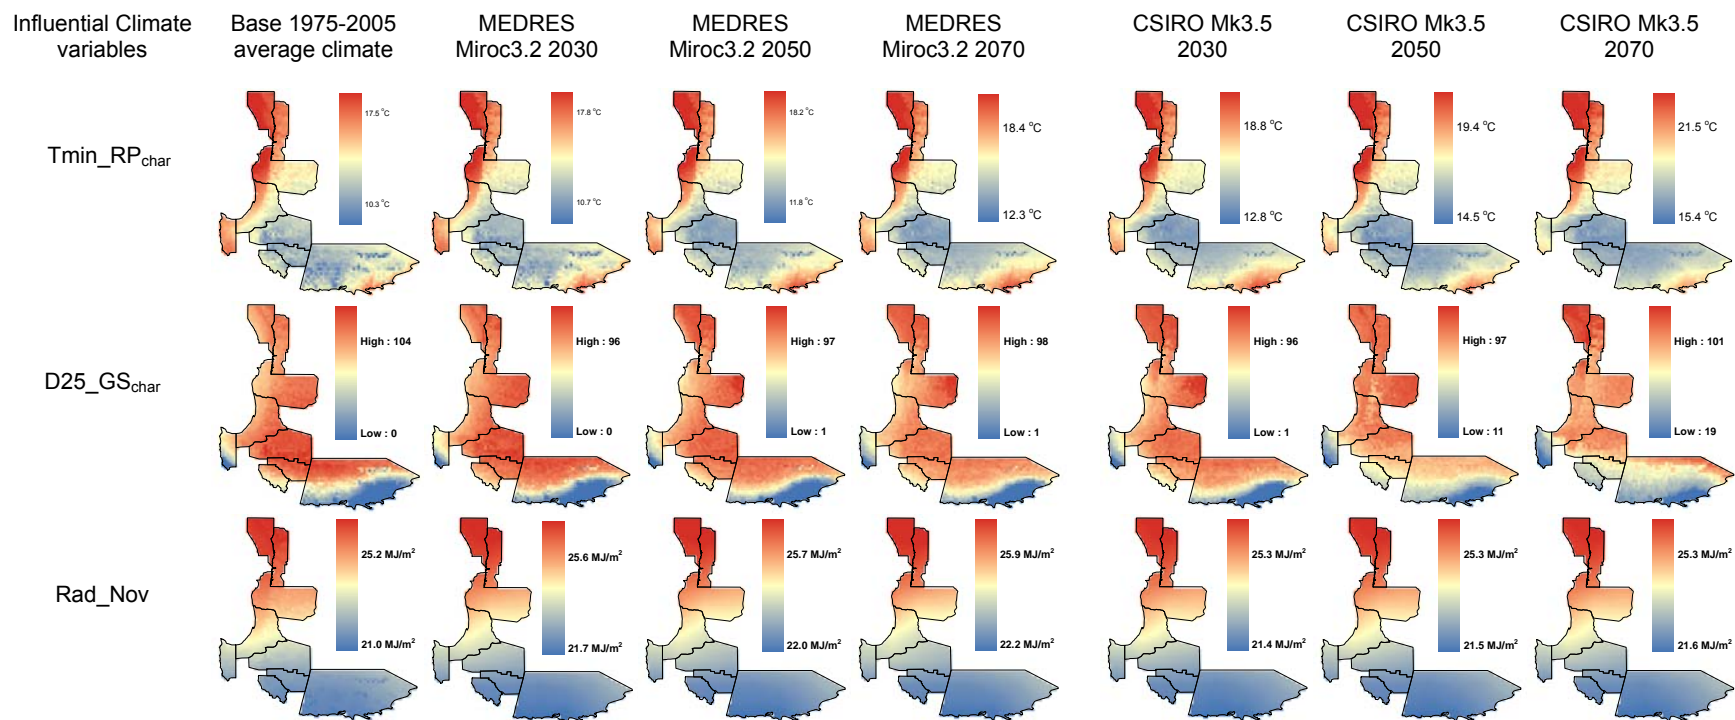 Influential Climate variables
Base 1975-2005 average climate
MEDRES Miroc3.2 2030
MEDRES Miroc3.2 2050
MEDRES Miroc3.2 2070
CSIRO Mk3.5 2030
CSIRO Mk3.5 2050
CSIRO Mk3.5 2070
Tmin_RPchar
17.5 °C
10.3 °C
17.8 °C
10.7 °C
18.2 °C
11.8 °C
18.4 °C
12.3 °C
18.8 °C
12.8 °C
19.4 °C
14.5 °C
21.5 °C
15.4 °C
D25_GSchar
High : 104
Low : 0
High : 96
Low : 0
High : 97
Low : 1
High : 98
Low : 1
High : 96
Low : 1
High : 97
Low : 11
High : 101
Low : 19
Rad_Nov
25.2 MJ/m²
21.0 MJ/m²
25.6 MJ/m²
21.7 MJ/m²
25.7 MJ/m²
22.0 MJ/m²
25.9 MJ/m²
22.2 MJ/m²
25.3 MJ/m²
21.4 MJ/m²
25.3 MJ/m²
21.5 MJ/m²
25.3 MJ/m²
21.6 MJ/m²